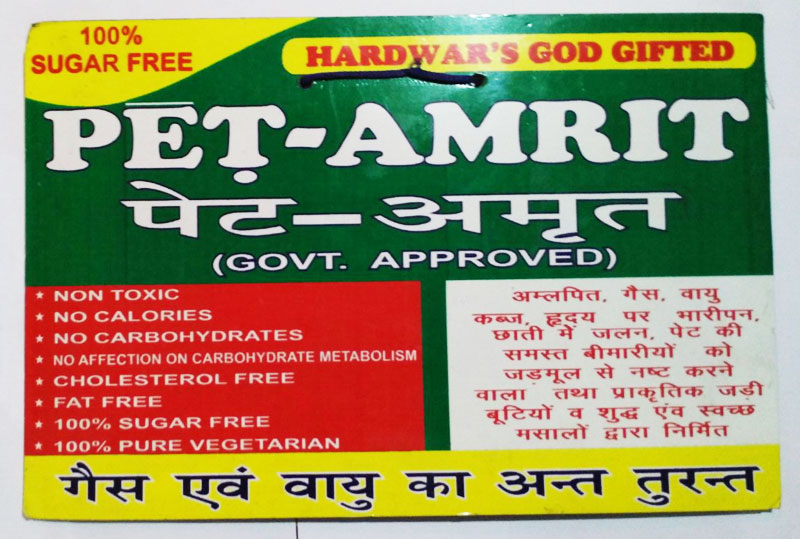 100%
SUGAR FREE
HARDWAR'S GOD GIFTED
PĒṬ-AMRIT
पेट-अमृत
(GOVT. APPROVED)
★ NON TOXIC
★ NO CALORIES
★ NO CARBOHYDRATES
★ NO AFFECTION ON CARBOHYDRATE METABOLISM
★ CHOLESTEROL FREE
★ FAT FREE
★ 100% SUGAR FREE
★ 100% PURE VEGETARIAN
अम्लपित, गैस, वायु
कब्ज, हृदय पर भारीपन,
छाती में जलन, पेट की
समस्त बीमारीयों को
जड़मूल से नष्ट करने
वाला तथा प्राकृतिक जड़ी
बूटियों व शुद्ध एंव स्वच्छ
मसालों द्वारा निर्मित
गैस एवं वायु का अन्त तुरन्त